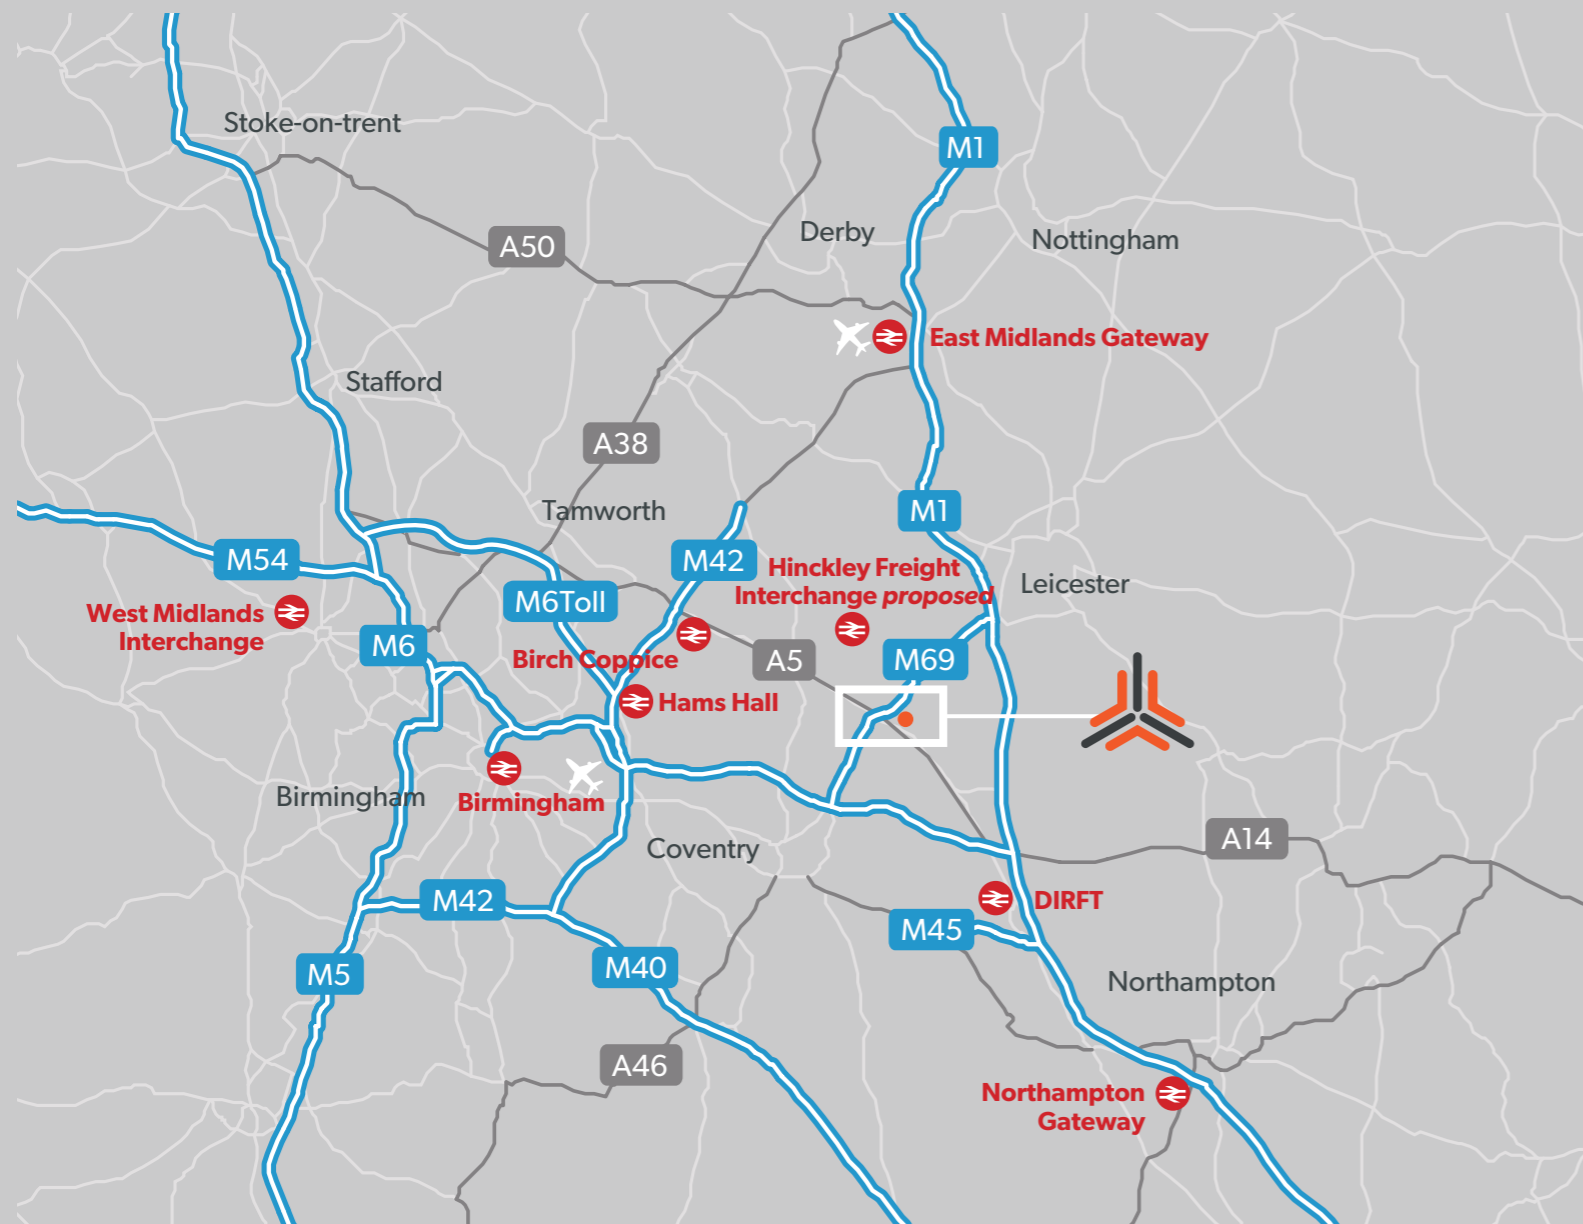 Stoke-on-trent
M1
Derby
Nottingham
A50
East Midlands Gateway
Stafford
A38
Tamworth
M1
M54
M42
Hinckley Freight
Interchange proposed
Leicester
M6Toll
West Midlands
Interchange
M6
Birch Coppice
A5
M69
Hams Hall
Birmingham
Birmingham
Coventry
A14
M42
DIRFT
M45
M5
M40
Northampton
A46
Northampton
Gateway